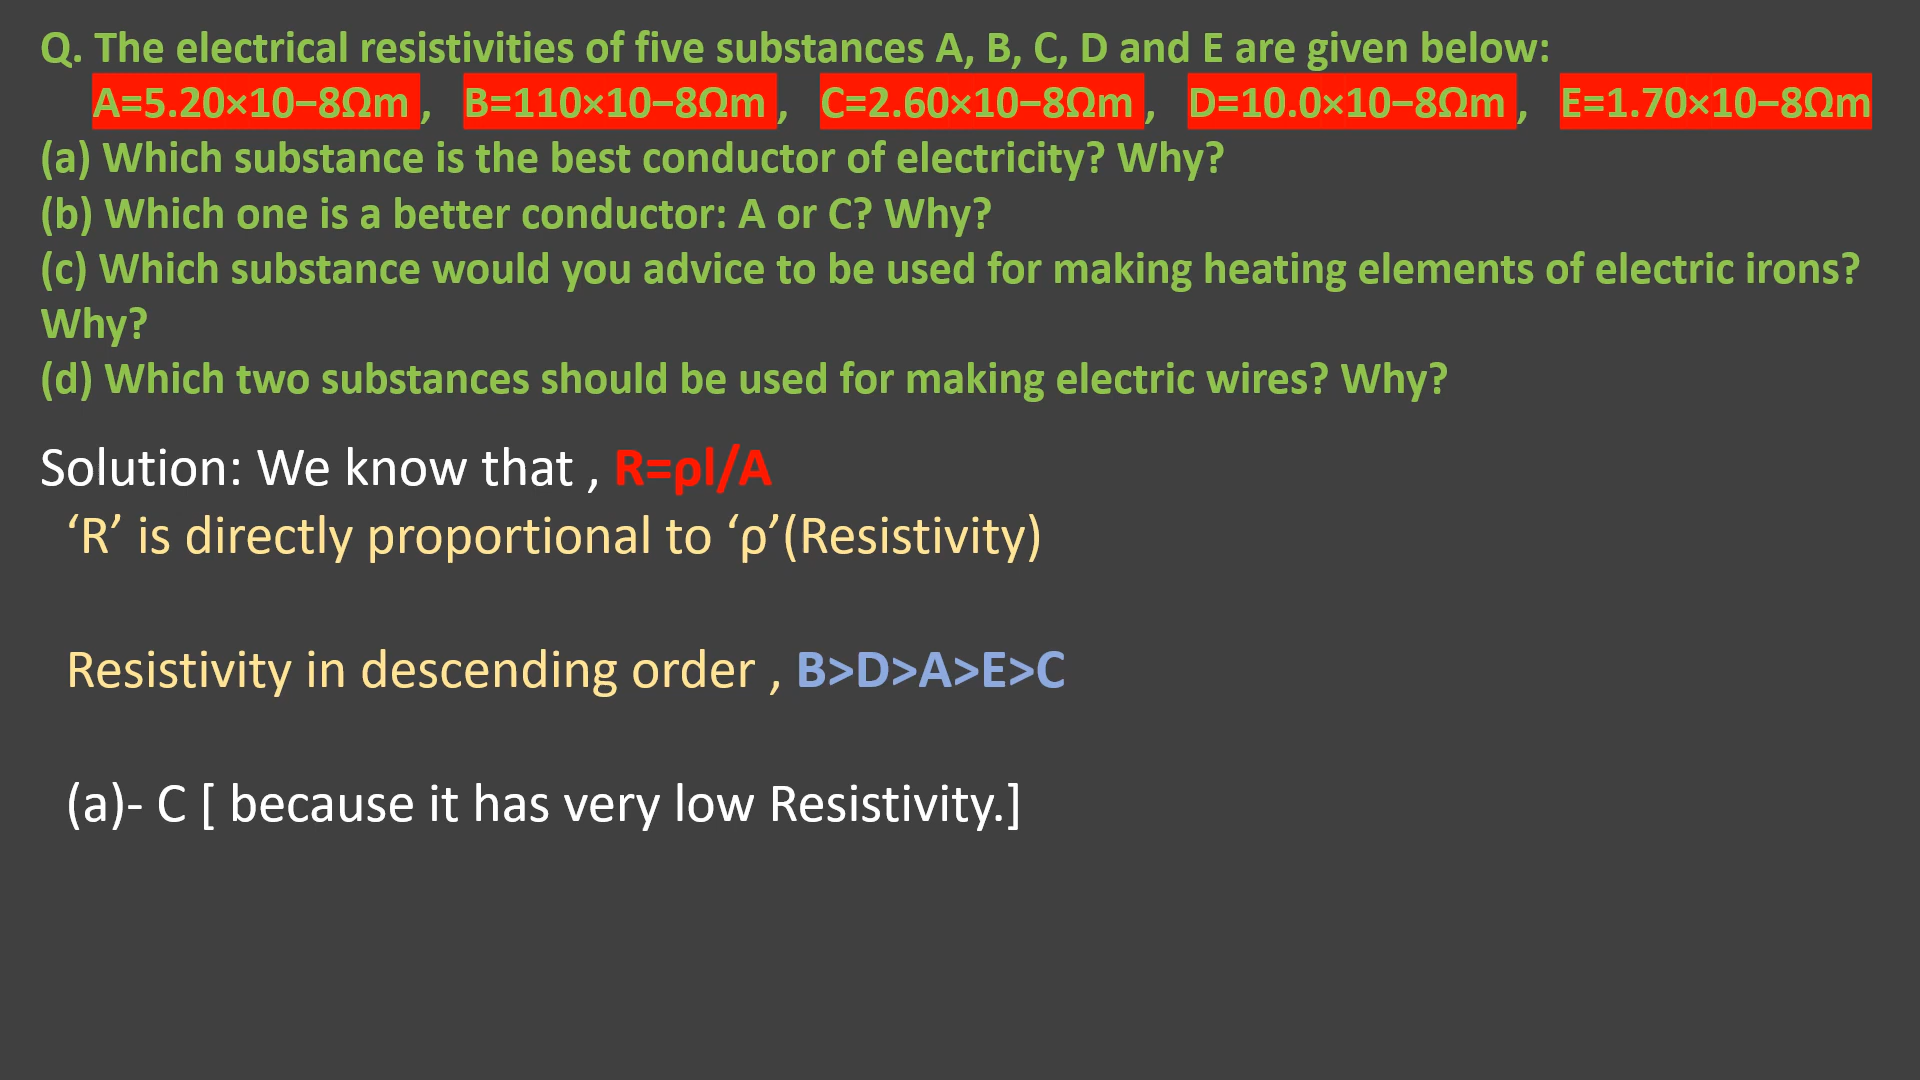 Q. The electrical resistivities of five substances A, B, C, D and E are given below:
A=5.20×10−8Ωm , B=110×10−8Ωm , C=2.60×10−8Ωm , D=10.0×10−8Ωm , E=1.70×10−8Ωm
(a) Which substance is the best conductor of electricity? Why?
(b) Which one is a better conductor: A or C? Why?
(c) Which substance would you advice to be used for making heating elements of electric irons?
Why?
(d) Which two substances should be used for making electric wires? Why?
Solution: We know that , R=ρl/A
‘R’ is directly proportional to ‘ρ’(Resistivity)
Resistivity in descending order , B>D>A>E>C
(a)- C [ because it has very low Resistivity.]